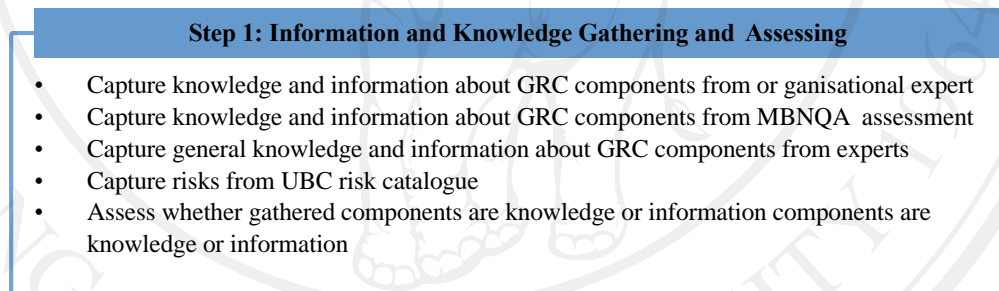 Step 1: Information and Knowledge Gathering and Assessing
• Capture knowledge and information about GRC components from or ganisational expert
• Capture knowledge and information about GRC components from MBNQA assessment
• Capture general knowledge and information about GRC components from experts
• Capture risks from UBC risk catalogue
• Assess whether gathered components are knowledge or information components are
knowledge or information